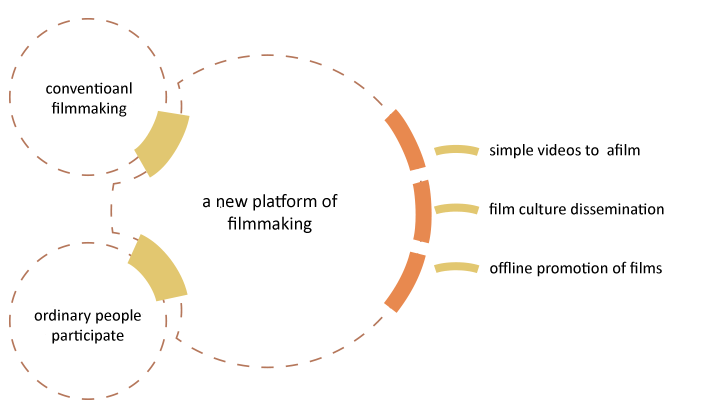 conventioanl
filmmaking
a new platform of
filmmaking
ordinary people
participate
simple videos to  afilm
film culture dissemination
offline promotion of films